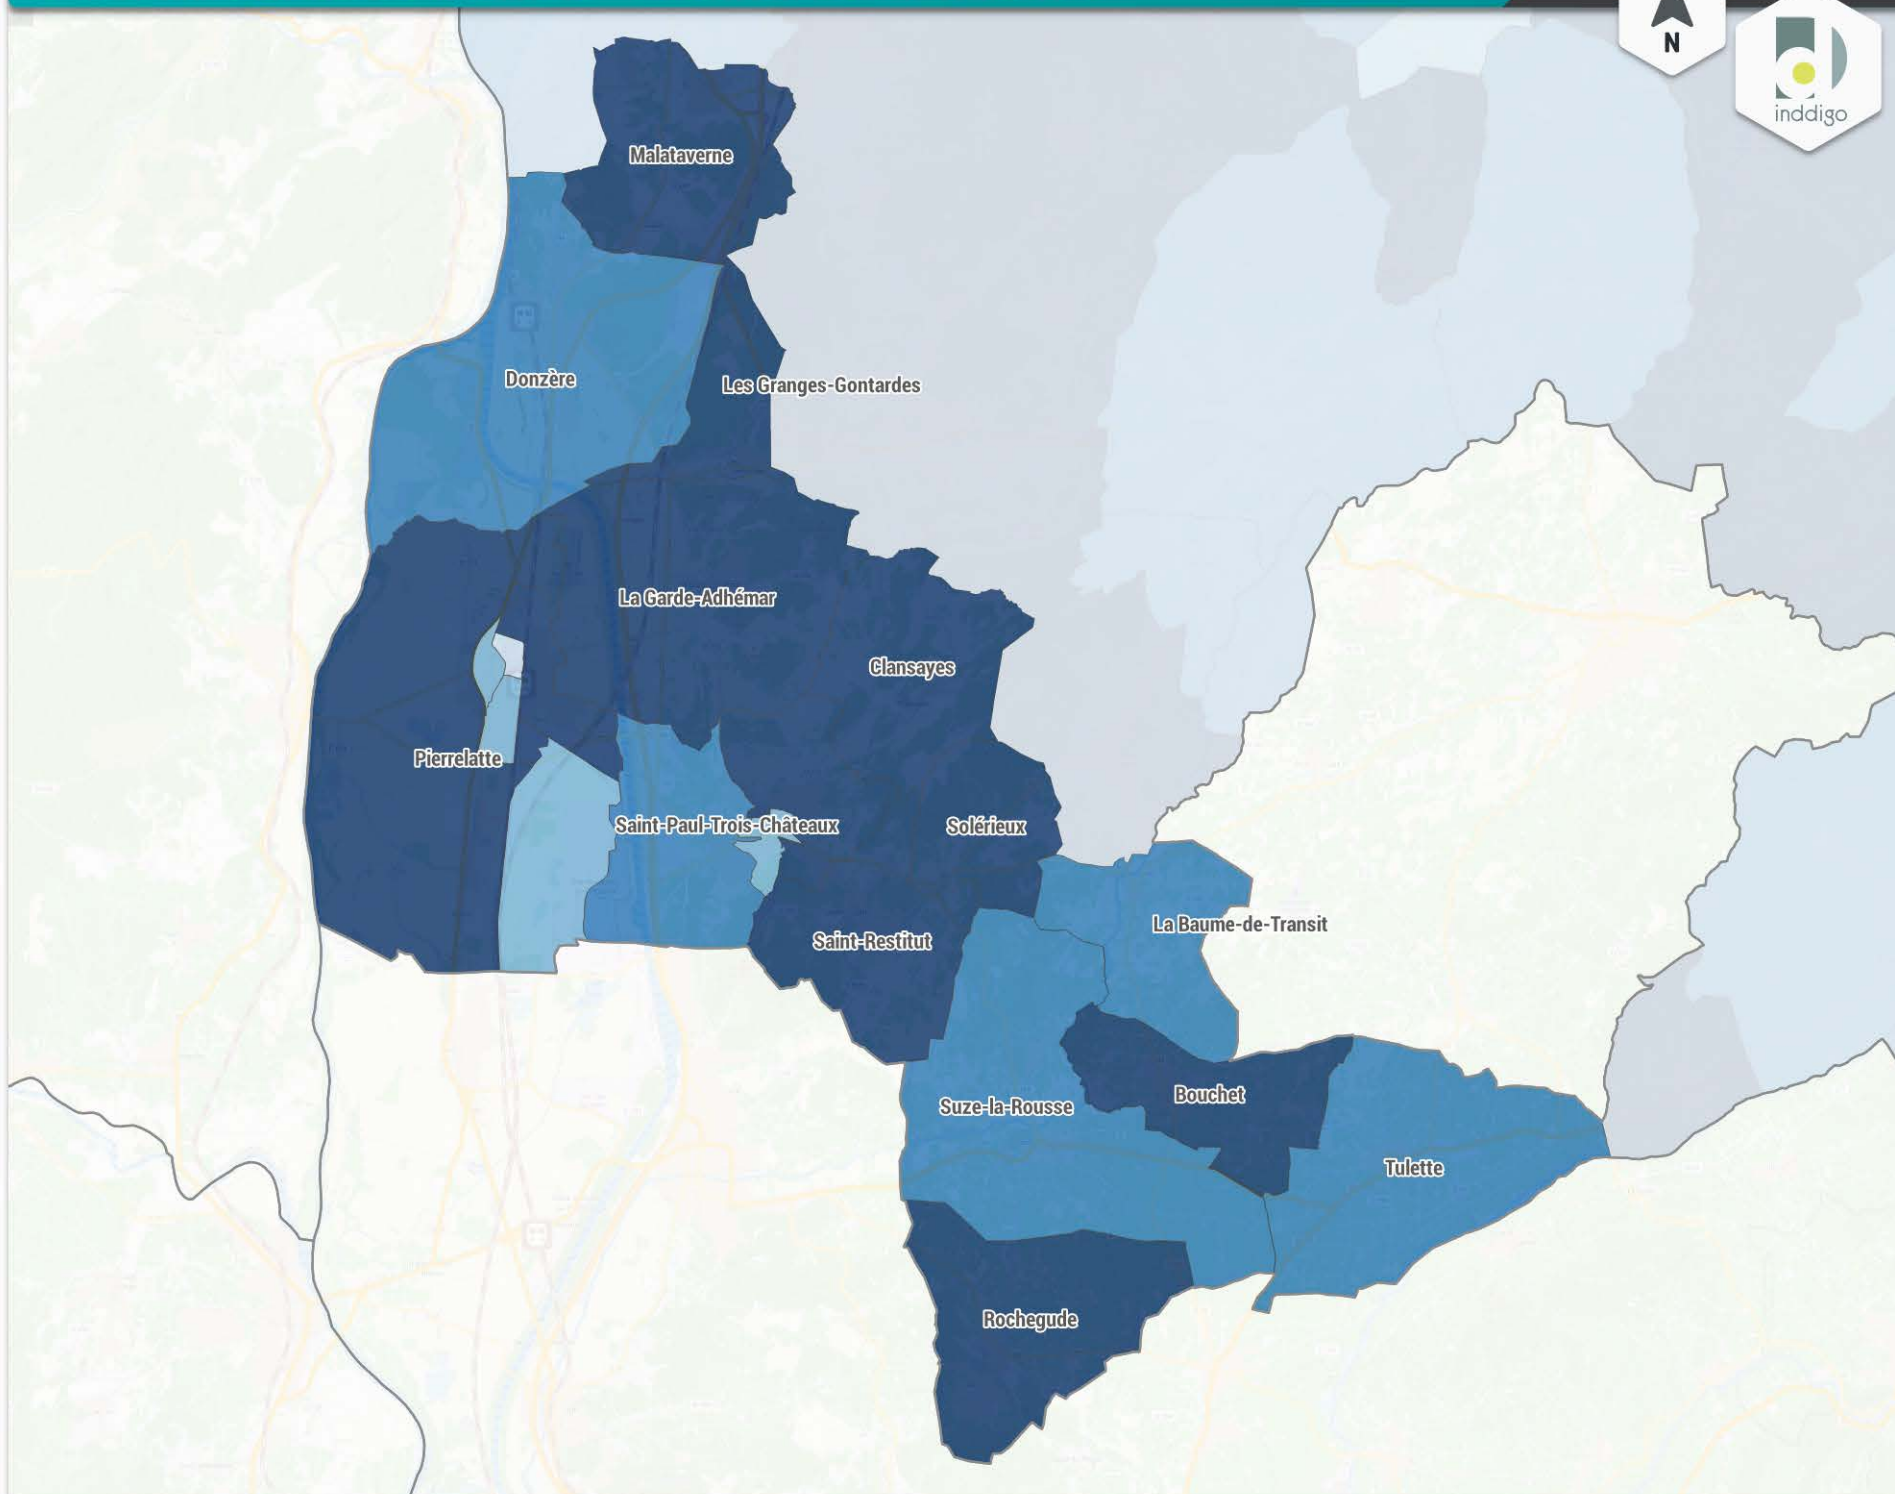 N
inddigo
Malataverne
Donzère
Les Granges-Gontardes
La Garde-Adhémar
Clansayes
Pierrelatte
Saint-Paul-Trois-Châteaux
Solérieux
La Baume-de-Transit
Saint-Restitut
Bouchet
Suze-la-Rousse
Tulette
Rochegude